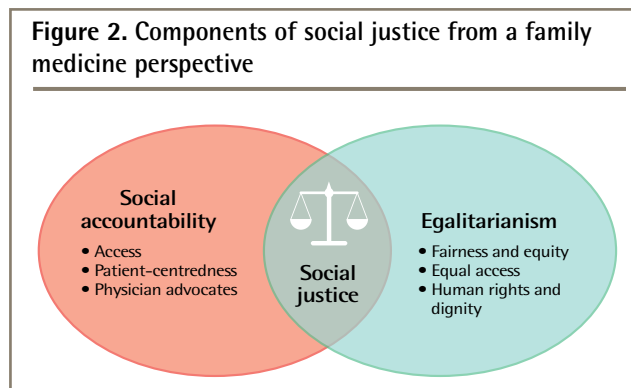 Figure 2. Components of social justice from a family
medicine perspective
Social
accountability
• Access
• Patient-centredness
• Physician advocates
Social
justice
Egalitarianism
• Fairness and equity
• Equal access
• Human rights and
dignity